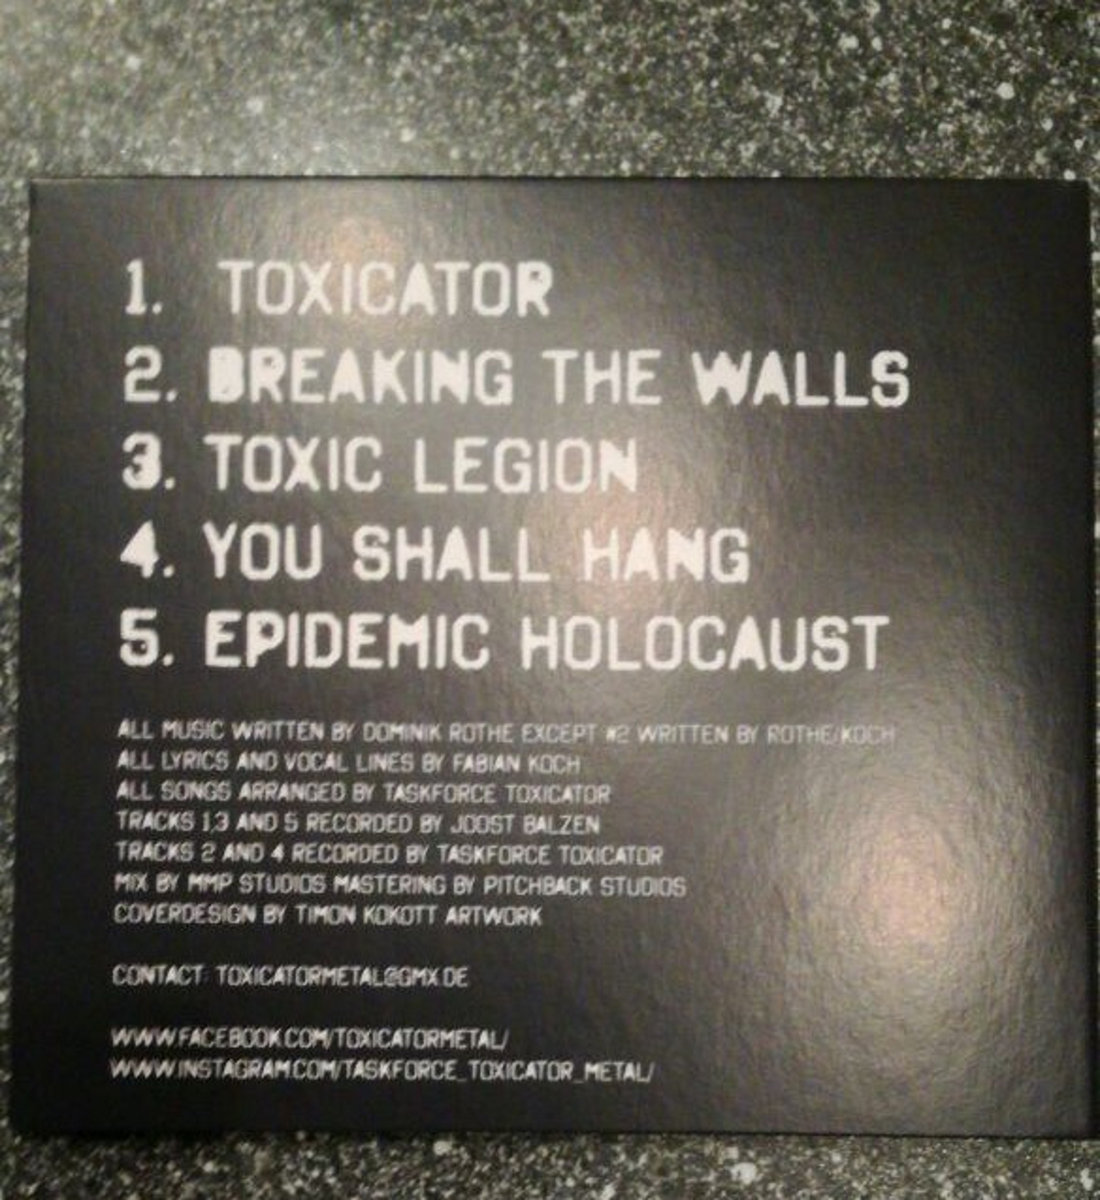 1. TOXICATOR
2. BREAKING THE WALLS
3. TOXIC LEGION
4. YOU SHALL HANG
5. EPIDEMIC HOLOCAUST
ALL MUSIC WRITTEN BY DOMINIK ROTHE EXCEPT #2 WRITTEN BY ROTHE/KOCH
ALL LYRICS AND VOCAL LINES BY FABIAN KOCH
ALL SONGS ARRANGED BY TASKFORCE TOXICATOR
TRACKS 1,3 AND 5 RECORDED BY JOOST BALZEN
TRACKS 2 AND 4 RECORDED BY TASKFORCE TOXICATOR
MIX BY MMP STUDIOS MASTERING BY PITCHBACK STUDIOS
COVERDESIGN BY TIMON KOKOTT ARTWORK
CONTACT: TOXICATORMETAL@GMX.DE
WWW.FACEBOOK.COM/TOXICATORMETAL/
WWW.INSTAGRAM.COM/TASKFORCE_TOXICATOR_METAL/